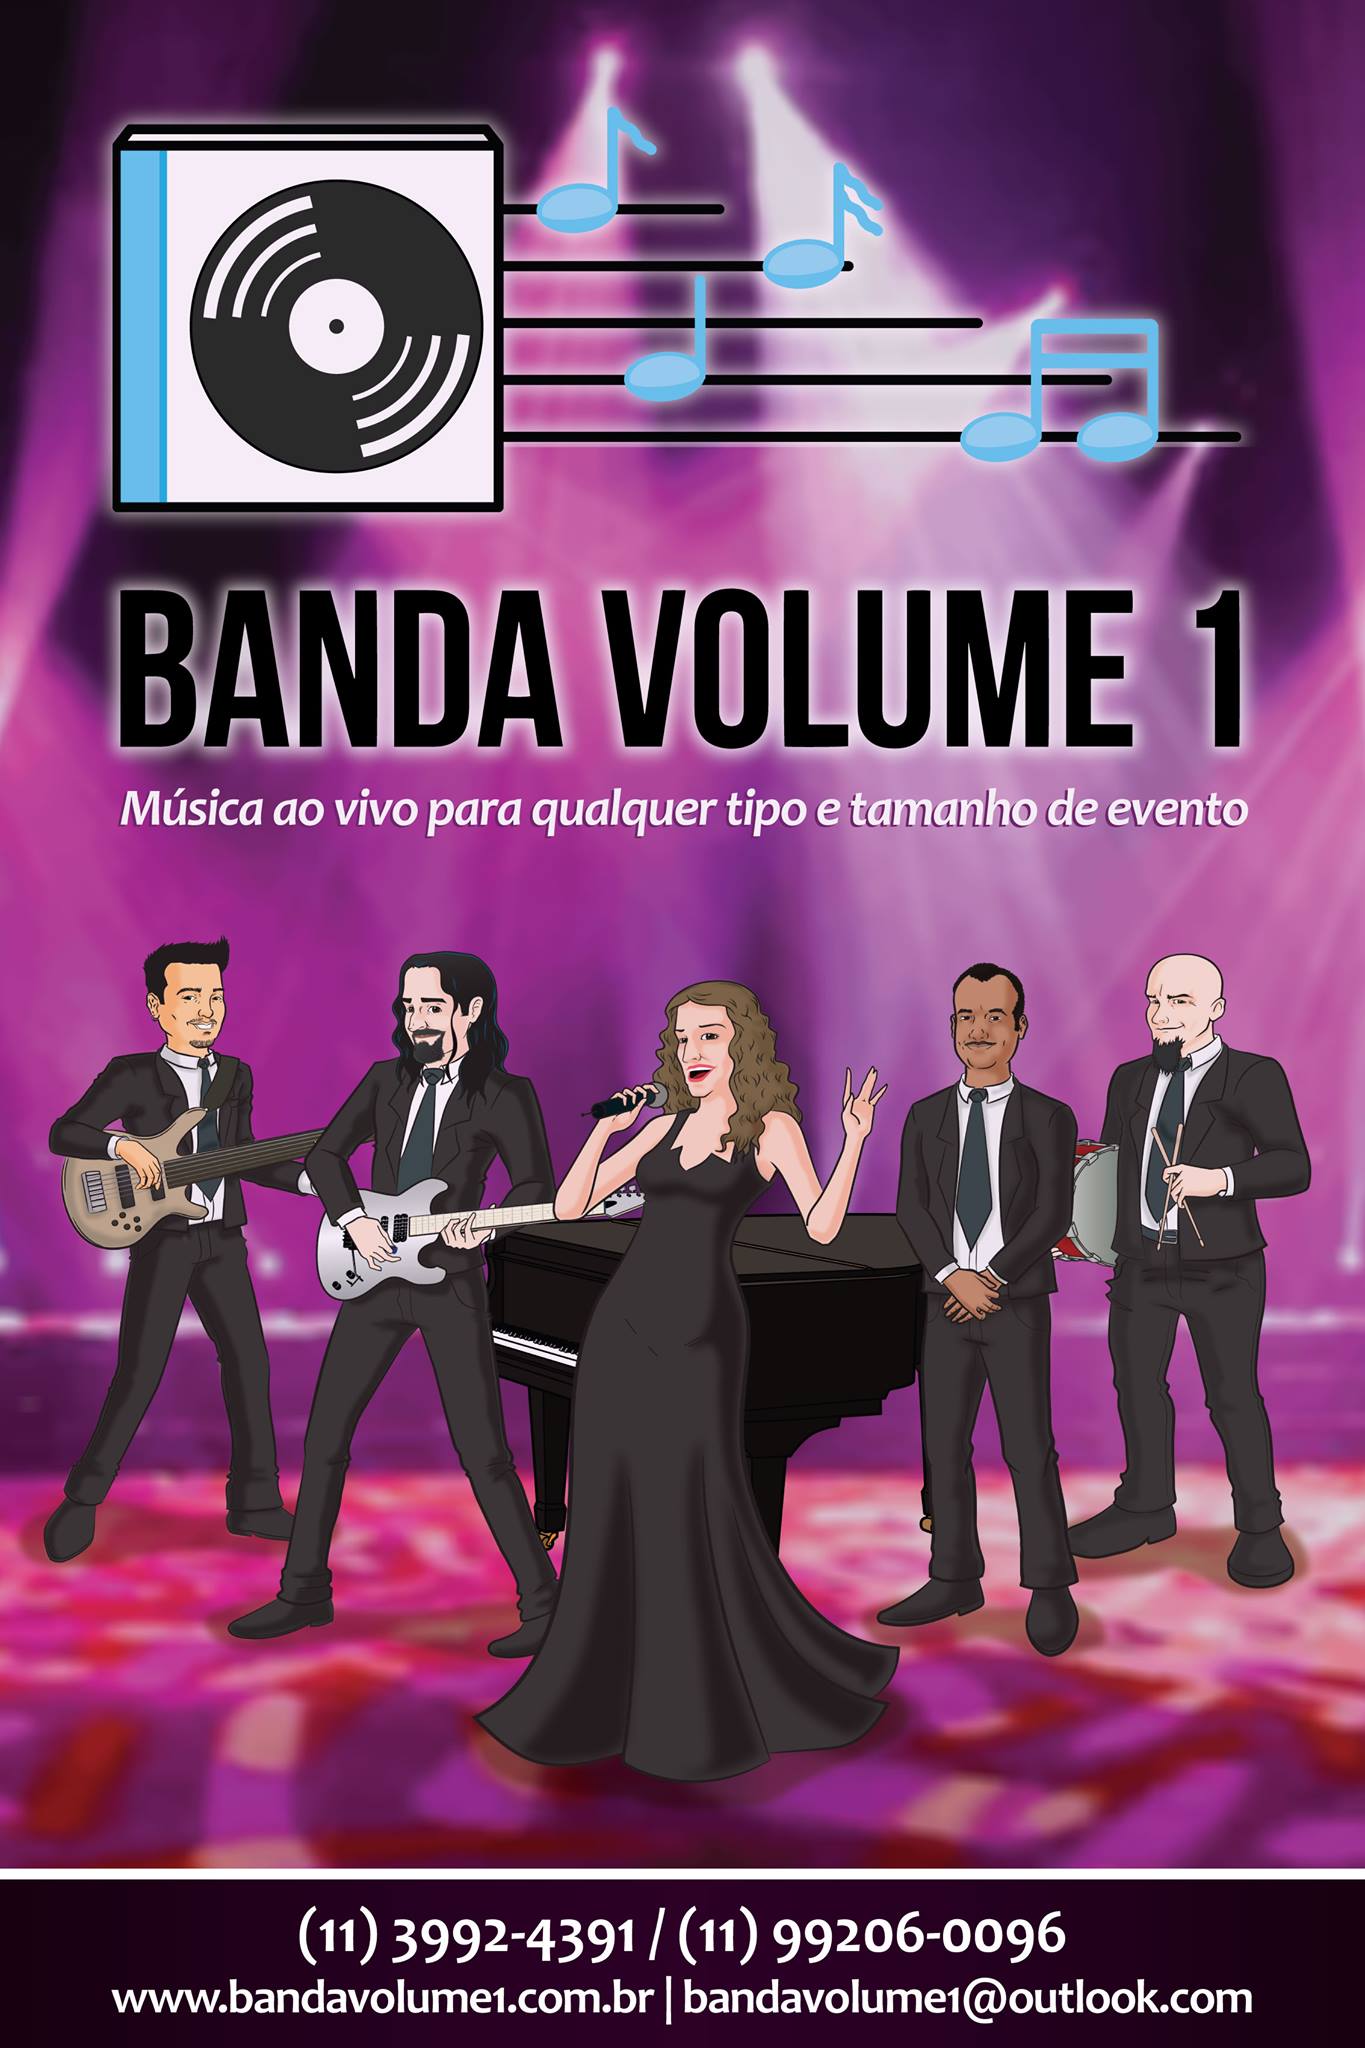 BANDA VOLUME 1
Música ao vivo para qualquer tipo e tamanho de evento
(11) 3992-4391 / (11) 99206-0096
www.bandavolume1.com.br | bandavolume1@outlook.com